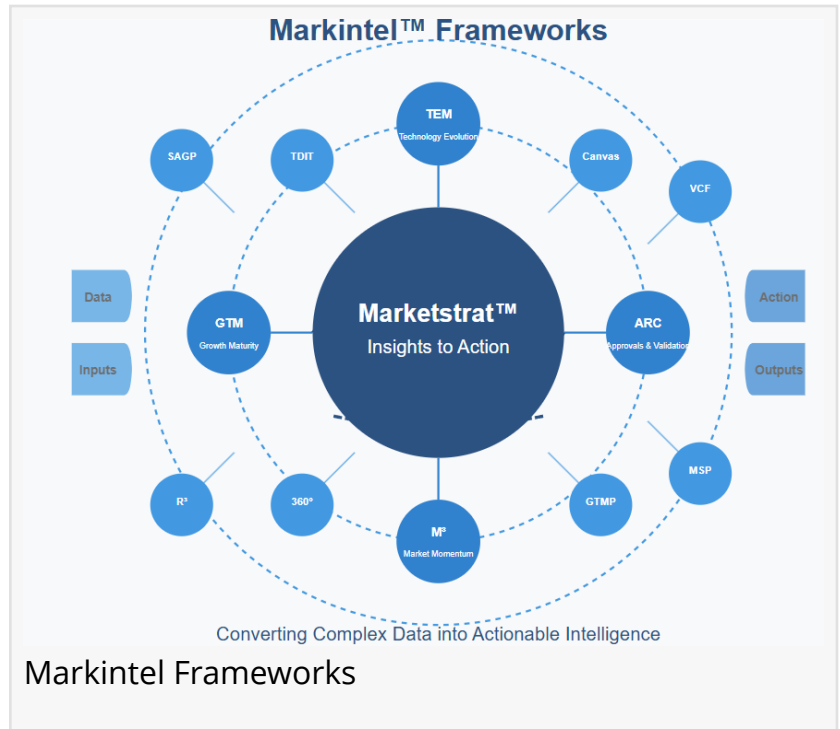 Markintel™ Frameworks
TEM
Technology Evolution
SAGP
TDIT
Canvas
VCF
Data
Action
GTM
Growth Maturity
Marketstrat™
Insights to Action
ARC
Approvals & Validation
Inputs
Outputs
R³
360°
M³
Market Momentum
GTMP
MSP
Converting Complex Data into Actionable Intelligence
Markintel Frameworks